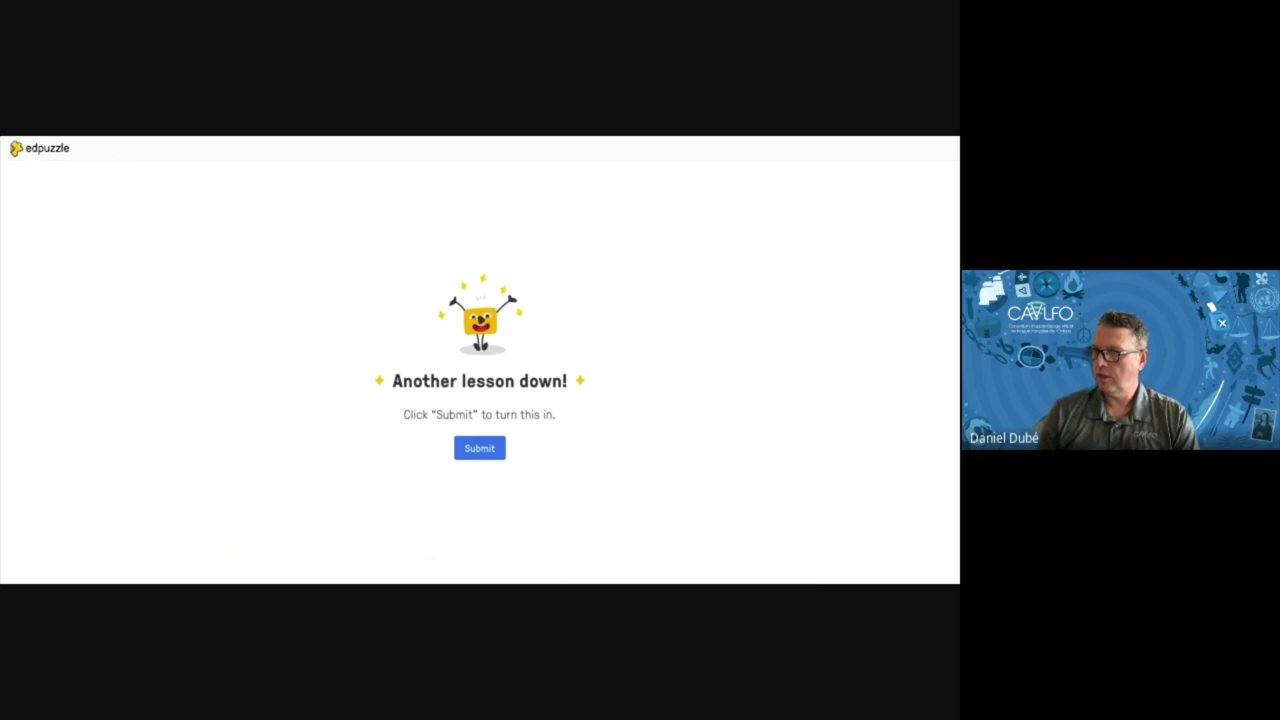 edpuzzle
Another lesson down!
Click "Submit" to turn this in.
Submit
CAVLFO
Daniel Dubé